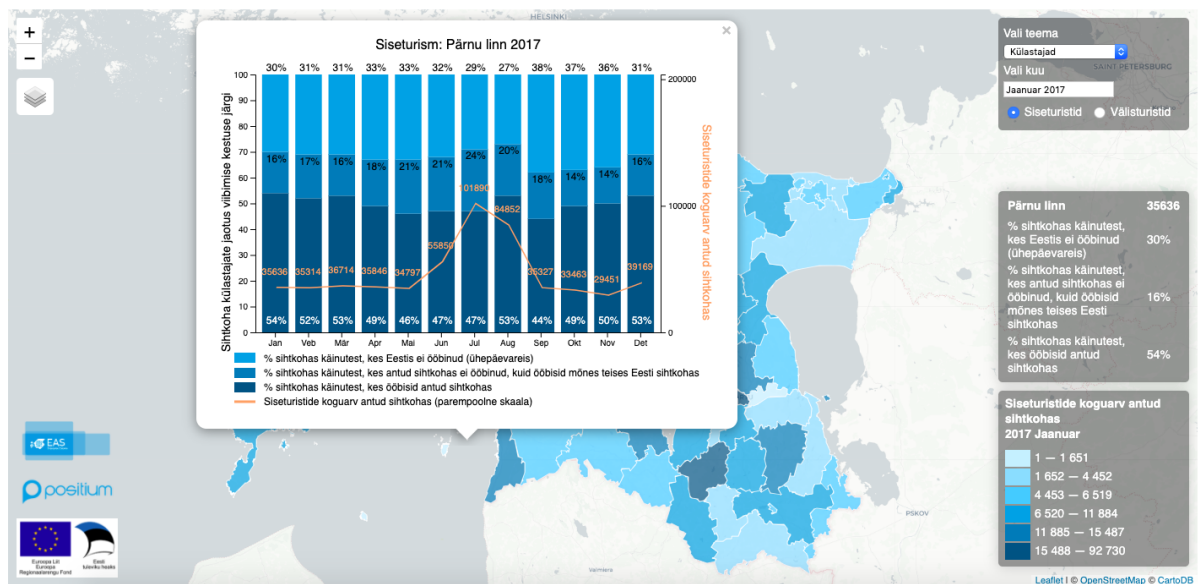 HELSINKI
+
−
×
Siseturism: Pärnu linn 2017
30% 31% 31% 33% 33% 32% 29% 27% 38% 37% 36% 31%
Sihtkoha külastajate jaotus viibimise kestuse järgi
100
90
80
70
60
50
40
30
20
10
0
16% 17% 16% 18% 21% 21% 24% 20% 18% 14% 14% 16%
35636 35314 36714 35846 34797 55850 101890 84852 35327 33463 29451 39169
54% 52% 53% 49% 46% 47% 47% 53% 44% 49% 50% 53%
Jan Veb Mär Apr Mai Jun Jul Aug Sep Okt Nov Det
200000
100000
0
Siseturistide koguarv antud sihtkohas
% sihtkohas käinutest, kes Eestis ei ööbinud (ühepäevareis)
% sihtkohas käinutest, kes antud sihtkohas ei ööbinud, kuid ööbisid mõnes teises Eesti sihtkohas
% sihtkohas käinutest, kes ööbisid antud sihtkohas
Siseturistide koguarv antud sihtkohas (parempoolne skaala)
Vali teema
Külastajad
SAINT PETERSBURG
Vali kuu
Jaanuar 2017
Siseturistid Välisturistid
Pärnu linn 35636
% sihtkohas käinutest,
kes Eestis ei ööbinud 30%
(ühepäevareis)
% sihtkohas käinutest,
kes antud sihtkohas ei
ööbinud, kuid ööbisid 16%
mõnes teises Eesti
sihtkohas
% sihtkohas käinutest,
kes ööbisid antud 54%
sihtkohas
Siseturistide koguarv antud
sihtkohas
2017 Jaanuar
1 — 1 651
1 652 — 4 452
4 453 — 6 519
6 520 — 11 884
11 885 — 15 487
15 488 — 92 730
EAS
positium
Euroopa Liit
Euroopa
Regionaalarengu Fond
Eesti
tuleviku heaks
PSKOV
Valmiera
Leaflet | © OpenStreetMap © CartoDB